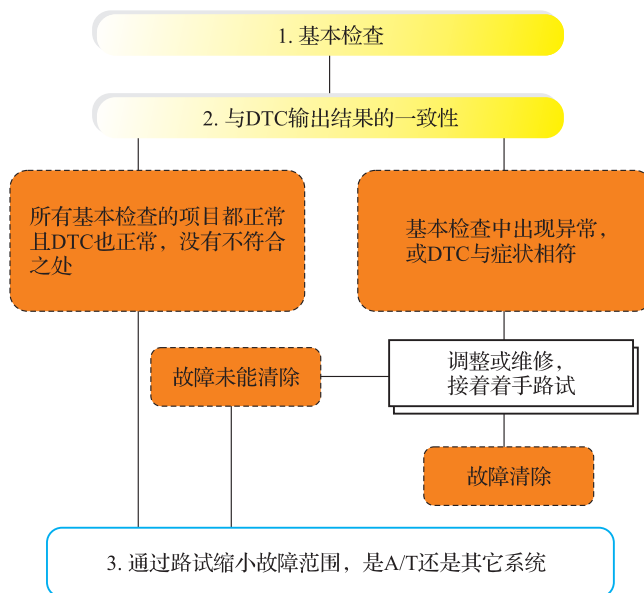 1. 基本检查
2. 与DTC输出结果的一致性
所有基本检查的项目都正常
且DTC也正常，没有不符合
之处
基本检查中出现异常，
或DTC与症状相符
调整或维修，
接着着手路试
故障未能清除
故障清除
3. 通过路试缩小故障范围，是A/T还是其它系统